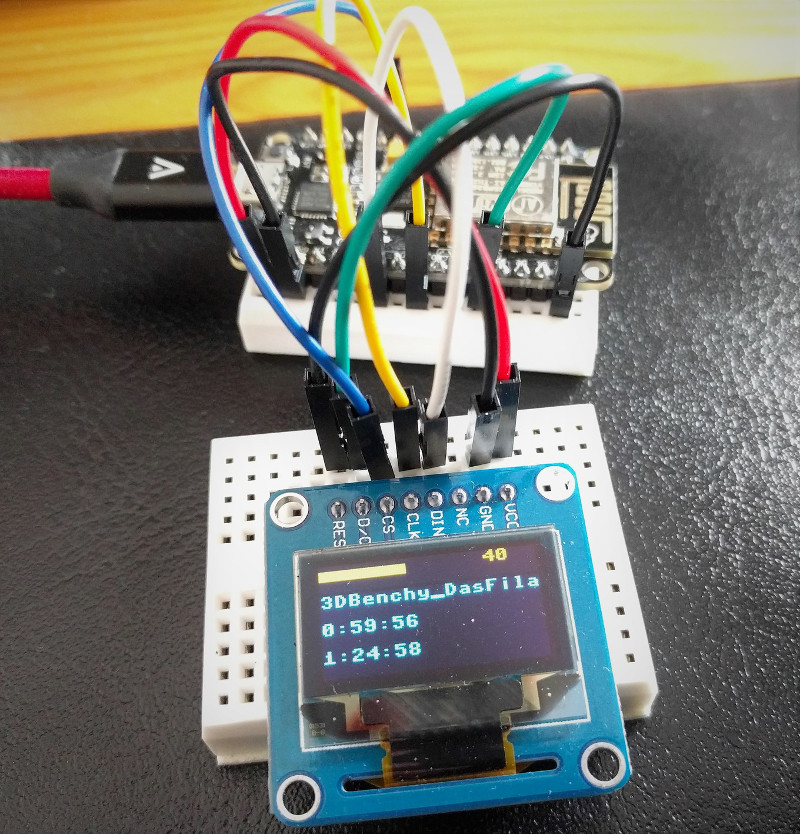 RES
D/C
CS
CLK
DIN
NC
GND
VCC
40
3DBenchy_DasFila
0:59:56
1:24:58